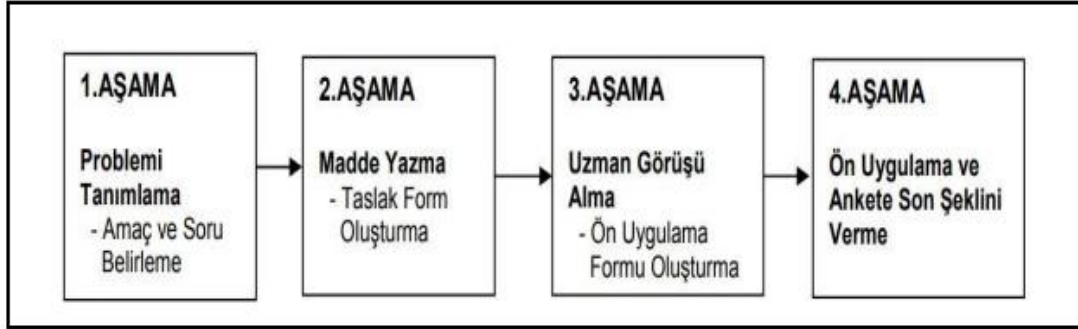 1.AŞAMA
Problemi
Tanımlama
- Amaç ve Soru
Belirleme
2.AŞAMA
Madde Yazma
- Taslak Form
Oluşturma
3.AŞAMA
Uzman Görüşü
Alma
- Ön Uygulama
Formu Oluşturma
4.AŞAMA
Ön Uygulama ve
Ankete Son Şeklini
Verme